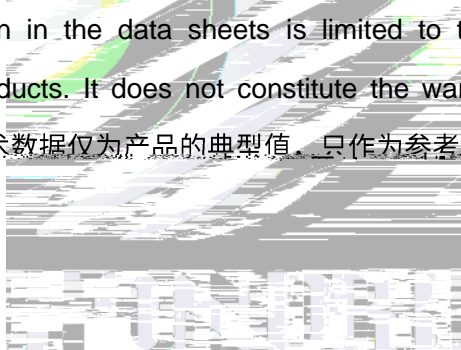 n in the data sheets is limited to t
ducts. It does not constitute the war
术数据仅为产品的典型值，只作为参考